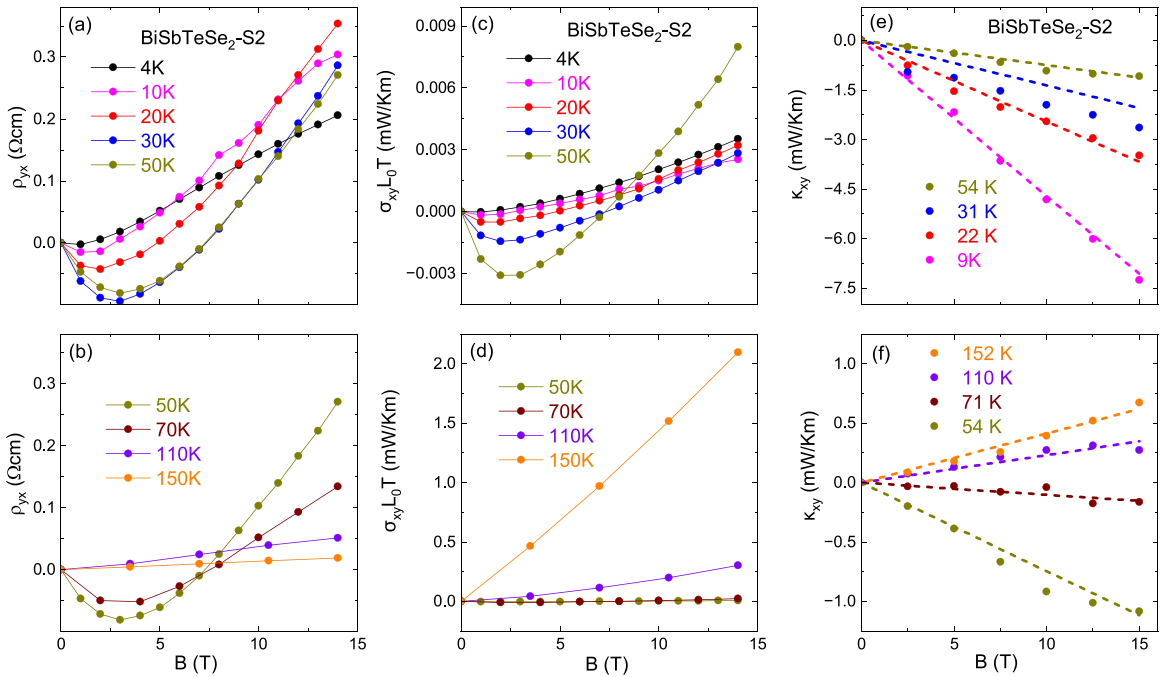 (a)
BiSbTeSe2-S2
4K
10K
20K
30K
50K
ρyx (Ωcm)
0.3
0.2
0.1
0.0
(c)
BiSbTeSe2-S2
4K
10K
20K
30K
50K
σxyL0T (mW/Km)
0.009
0.006
0.003
0.000
−0.003
(e)
BiSbTeSe2-S2
54 K
31 K
22 K
9K
κxy (mW/Km)
0.0
−1.5
−3.0
−4.5
−6.0
−7.5
(b)
50K
70K
110K
150K
ρyx (Ωcm)
0.3
0.2
0.1
0.0
0
5
10
15
B (T)
(d)
50K
70K
110K
150K
σxyL0T (mW/Km)
2.0
1.5
1.0
0.5
0.0
0
5
10
15
B (T)
(f)
152 K
110 K
71 K
54 K
κxy (mW/Km)
1.0
0.5
0.0
−0.5
−1.0
0
5
10
15
B (T)